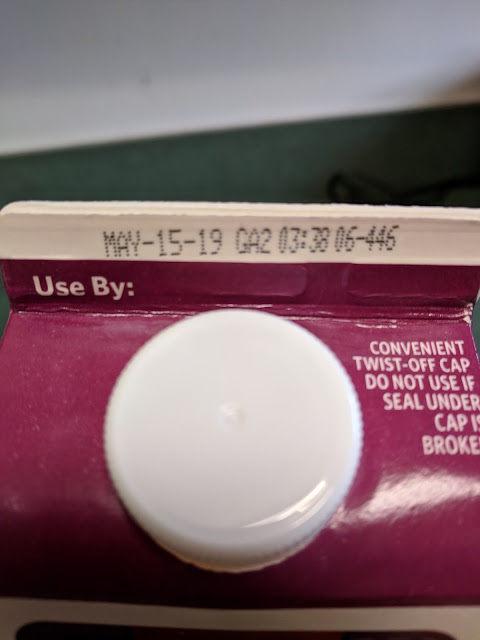 MAY-15-19 GA2 03:38 06-446
Use By:
CONVENIENT
TWIST-OFF CAP
DO NOT USE IF
SEAL UNDER
CAP IS
BROKE